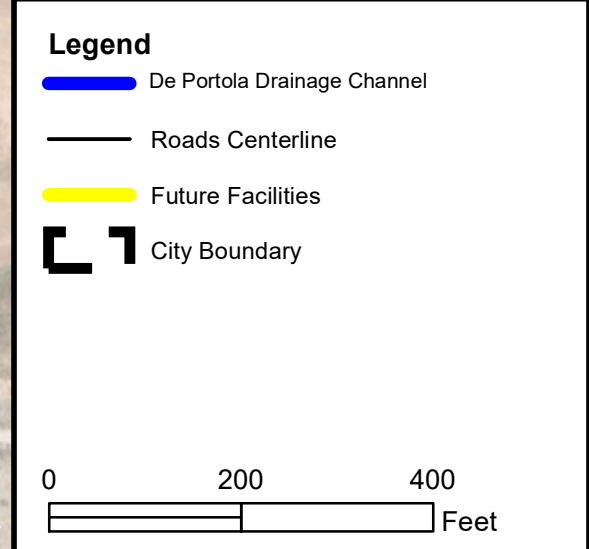 Legend
De Portola Drainage Channel
Roads Centerline
Future Facilities
City Boundary
0 200 400
Feet